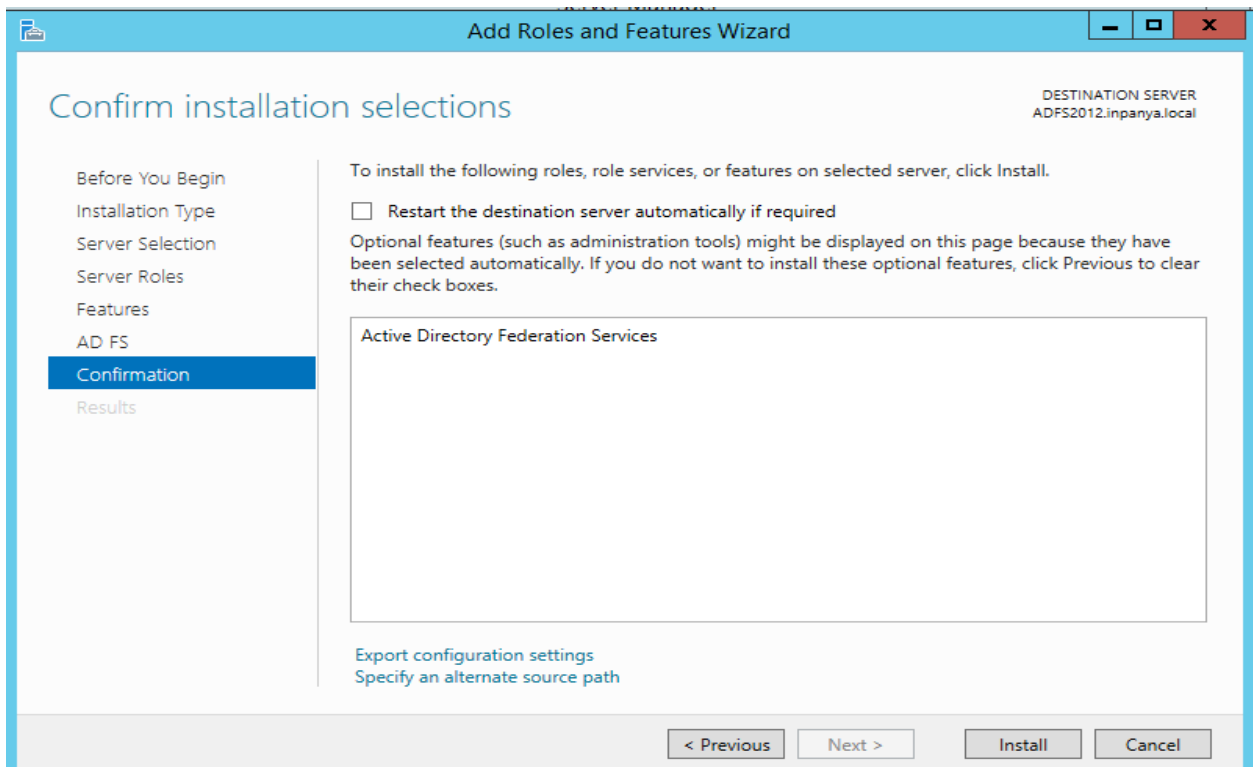 Add Roles and Features Wizard
Confirm installation selections
DESTINATION SERVER
ADFS2012.inpanya.local
Before You Begin
Installation Type
Server Selection
Server Roles
Features
AD FS
Confirmation
Results
To install the following roles, role services, or features on selected server, click Install.
Restart the destination server automatically if required
Optional features (such as administration tools) might be displayed on this page because they have
been selected automatically. If you do not want to install these optional features, click Previous to clear
their check boxes.
Active Directory Federation Services
Export configuration settings
Specify an alternate source path
< Previous
Next >
Install
Cancel